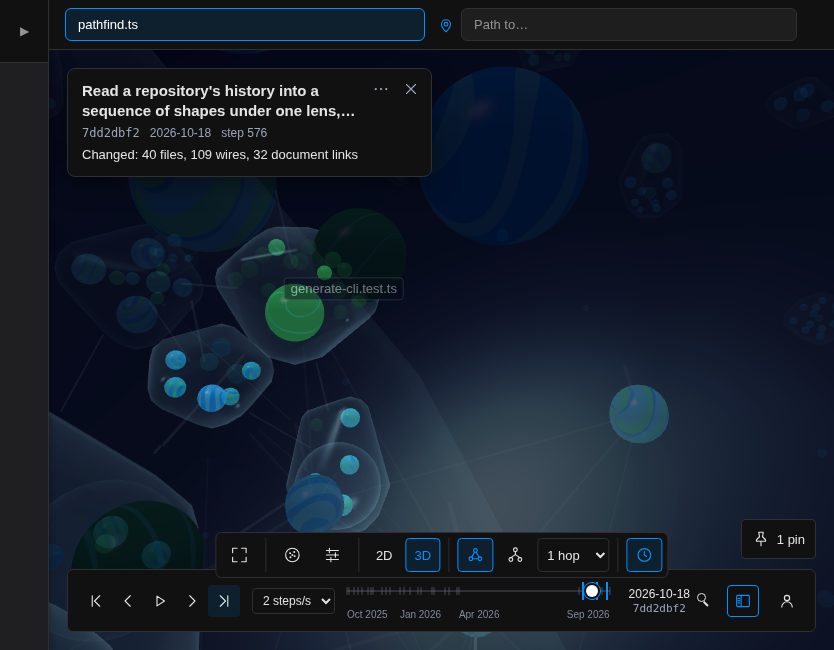 pathfind.ts
Path to…
Read a repository's history into a
sequence of shapes under one lens,…
7dd2dbf2 2026-10-18 step 576
Changed: 40 files, 109 wires, 32 document links
generate-cli.test.ts
1 pin
2D 3D 1 hop
2 steps/s
Oct 2025 Jan 2026 Apr 2026 Sep 2026
2026-10-18
7dd2dbf2